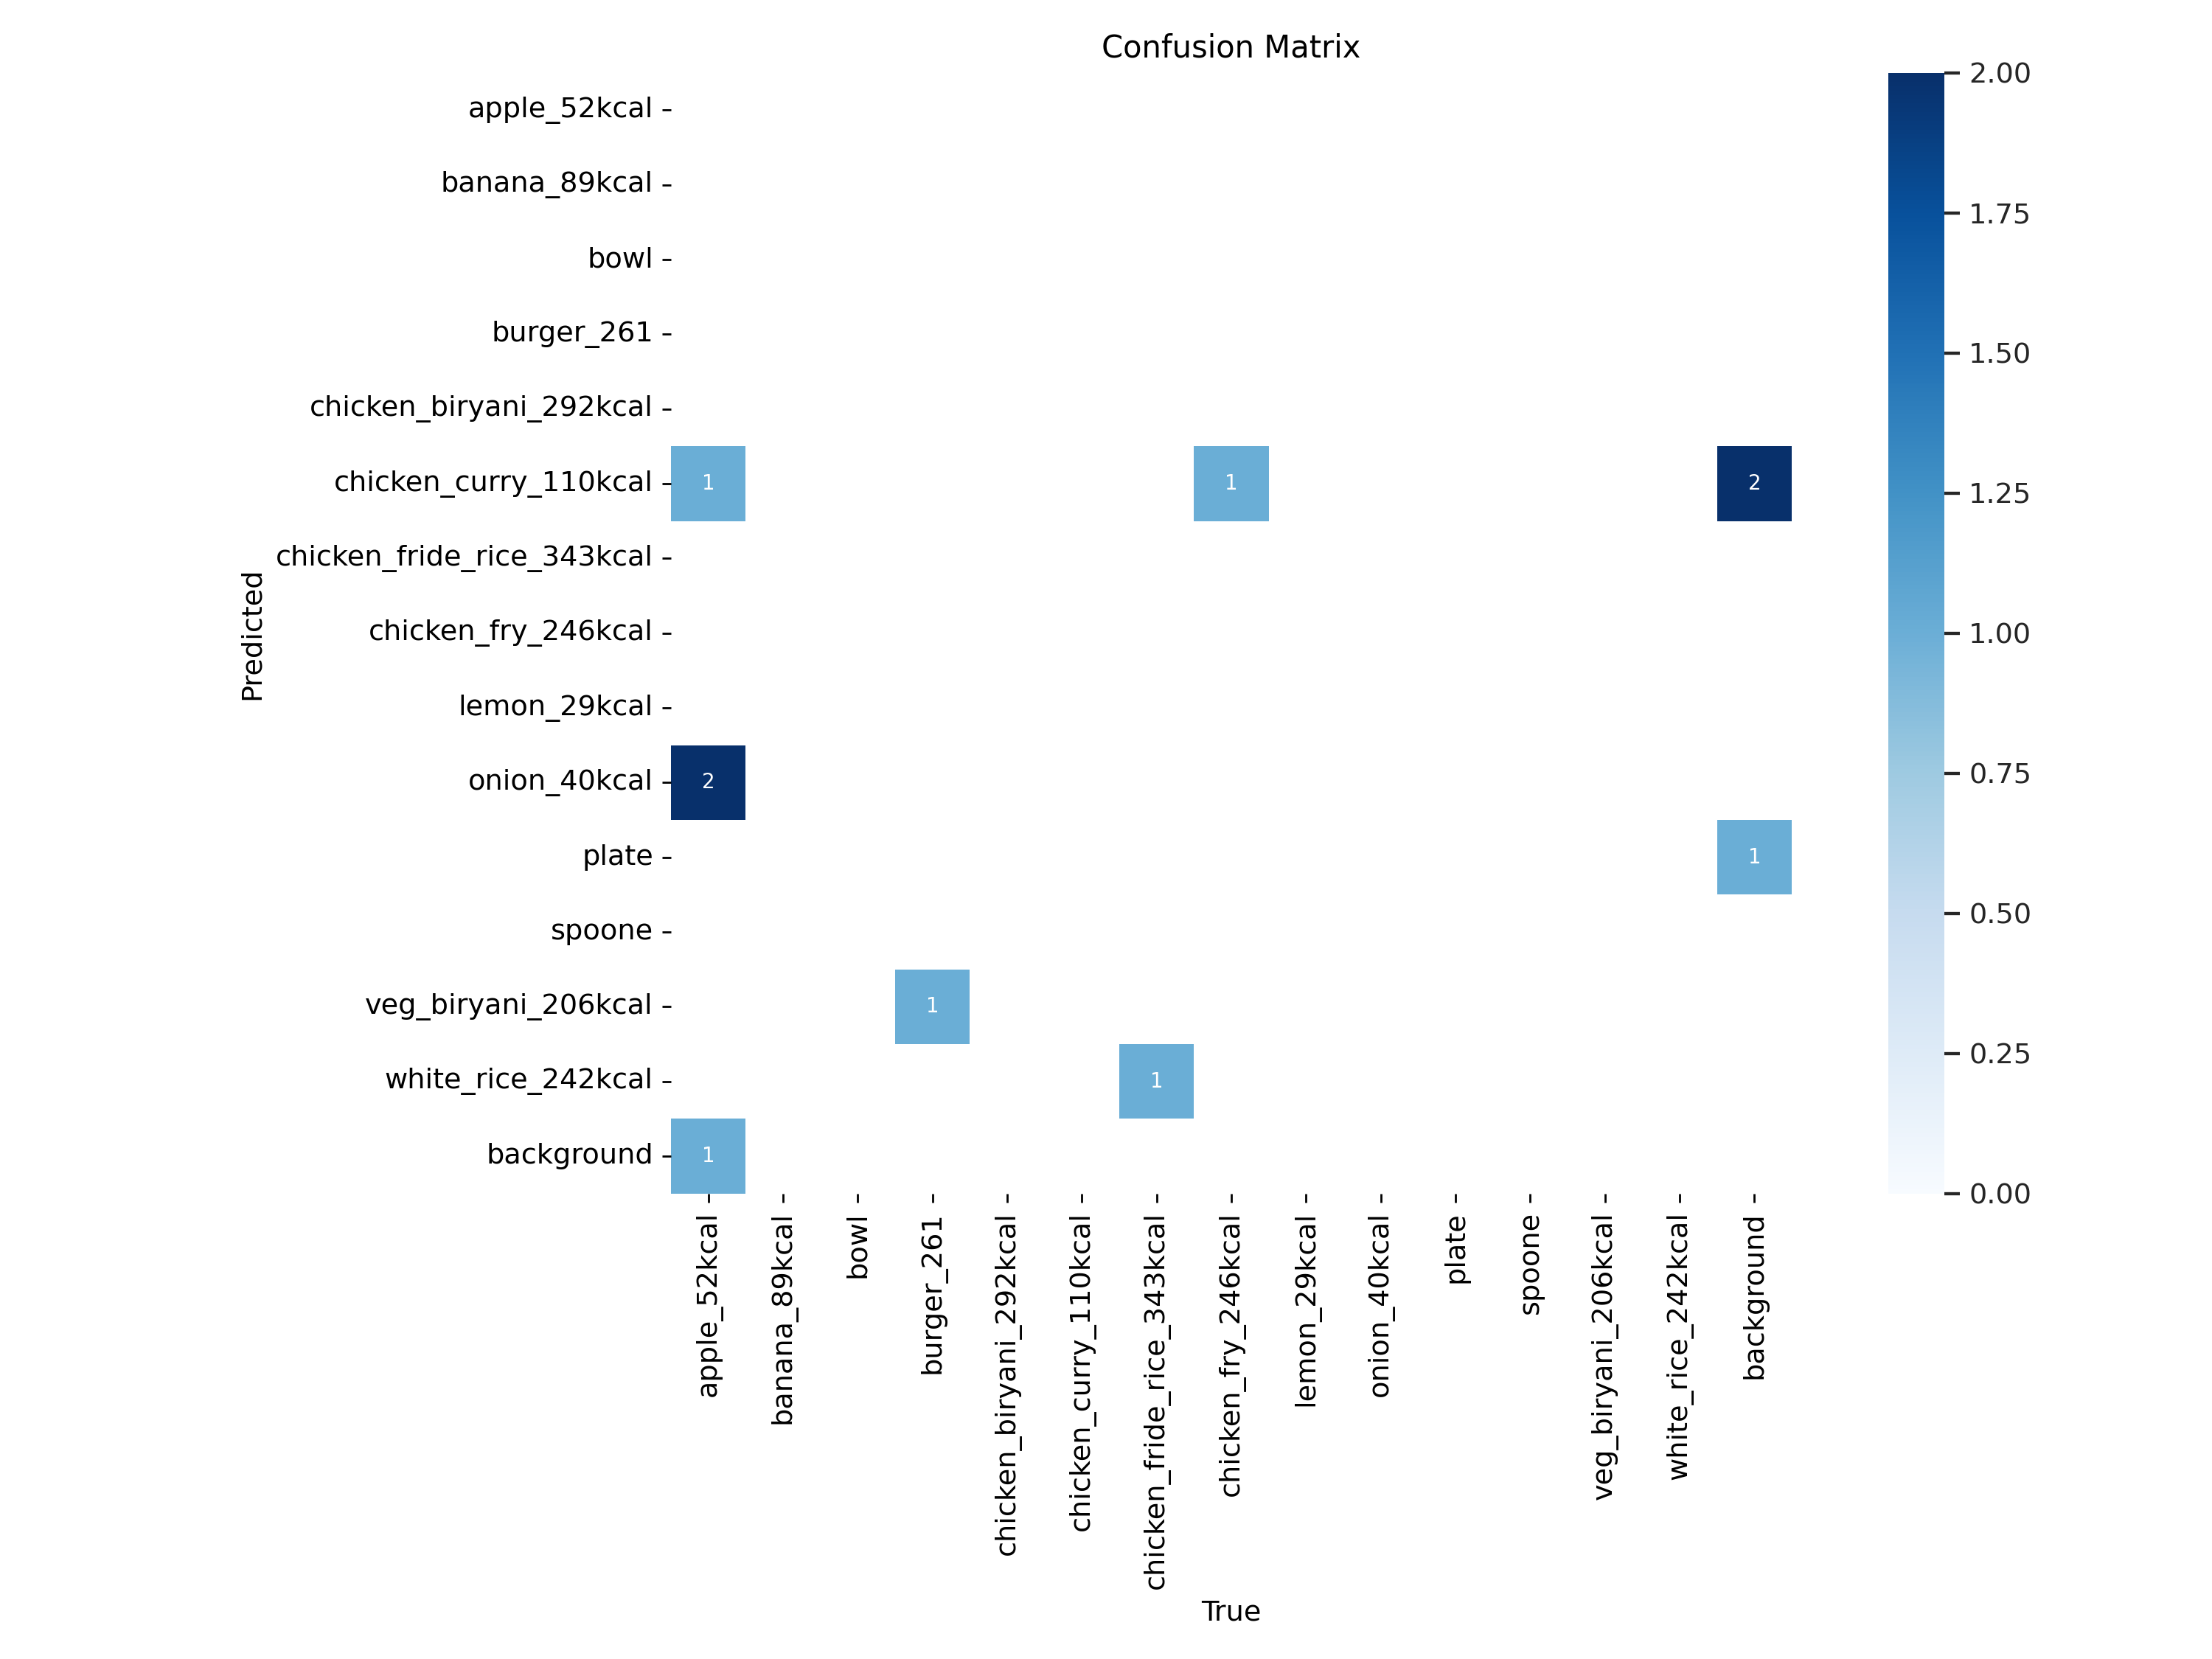 Confusion Matrix
Predicted
apple_52kcal
banana_89kcal
bowl
burger_261
chicken_biryani_292kcal
chicken_curry_110kcal
chicken_fride_rice_343kcal
chicken_fry_246kcal
lemon_29kcal
onion_40kcal
plate
spoone
veg_biryani_206kcal
white_rice_242kcal
background
1 1 2
2
1
1
1
1
apple_52kcal
banana_89kcal
bowl
burger_261
chicken_biryani_292kcal
chicken_curry_110kcal
chicken_fride_rice_343kcal
chicken_fry_246kcal
lemon_29kcal
onion_40kcal
plate
spoone
veg_biryani_206kcal
white_rice_242kcal
background
True
2.00
1.75
1.50
1.25
1.00
0.75
0.50
0.25
0.00